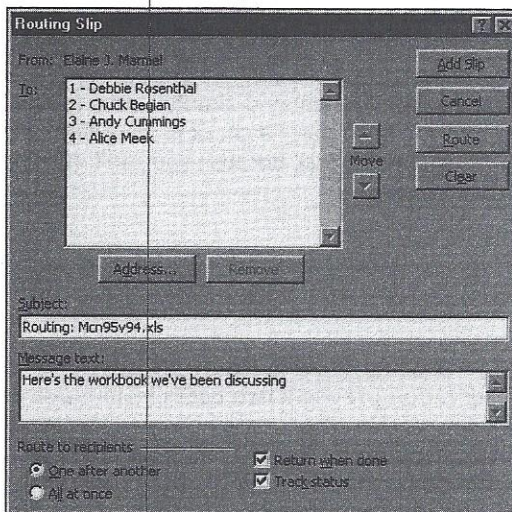 Routing Slip
From: Elaine J. Marmel
Add Slip
To:
1 - Debbie Rosenthal
2 - Chuck Begian
3 - Andy Cummings
4 - Alice Meek
Cancel
Route
Move
Clear
Address...
Remove
Subject:
Routing: Mcn95v94.xls
Message text:
Here's the workbook we've been discussing
Route to recipients
One after another
All at once
Return when done
Track status